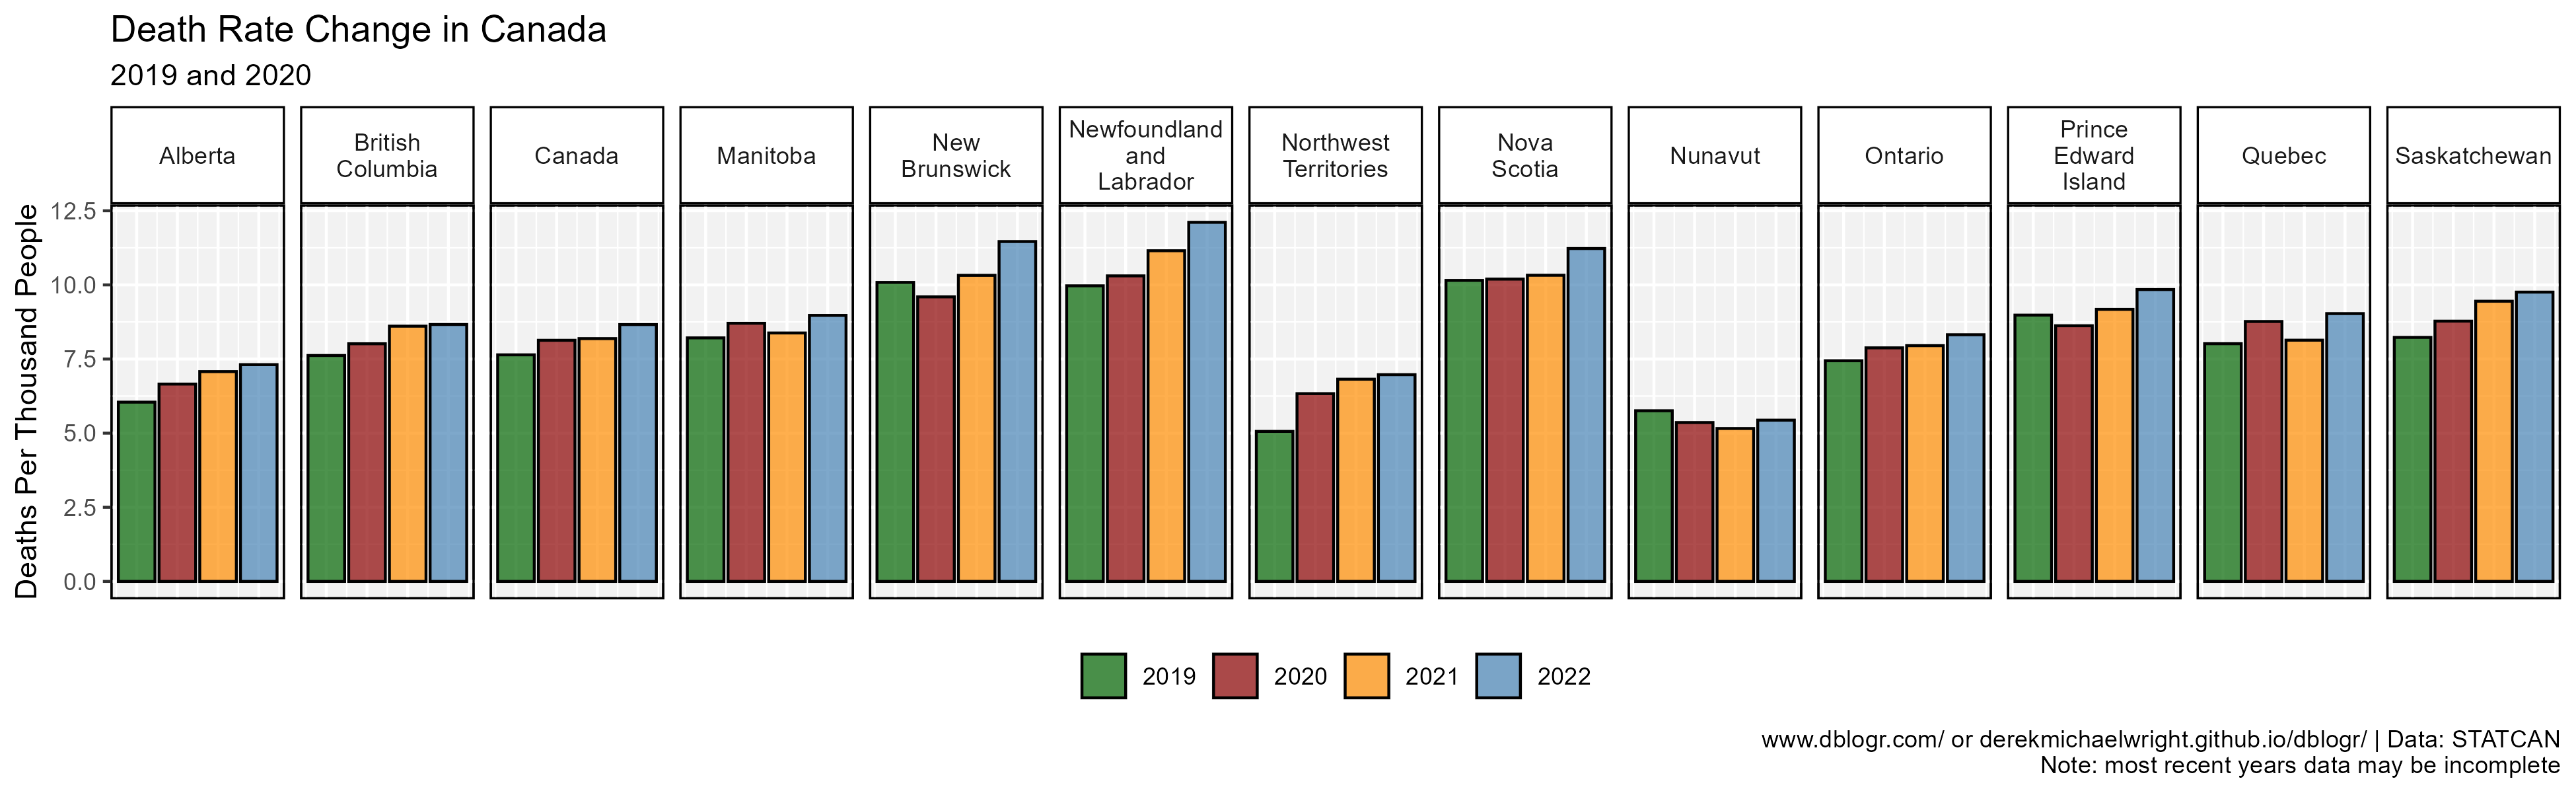 Death Rate Change in Canada
2019 and 2020
Alberta
British
Columbia
Canada
Manitoba
New
Brunswick
Newfoundland
and
Labrador
Northwest
Territories
Nova
Scotia
Nunavut
Ontario
Prince
Edward
Island
Quebec
Saskatchewan
Deaths Per Thousand People
12.5
10.0
7.5
5.0
2.5
0.0
2019 2020 2021 2022
www.dblogr.com/ or derekmichaelwright.github.io/dblogr/ | Data: STATCAN
Note: most recent years data may be incomplete